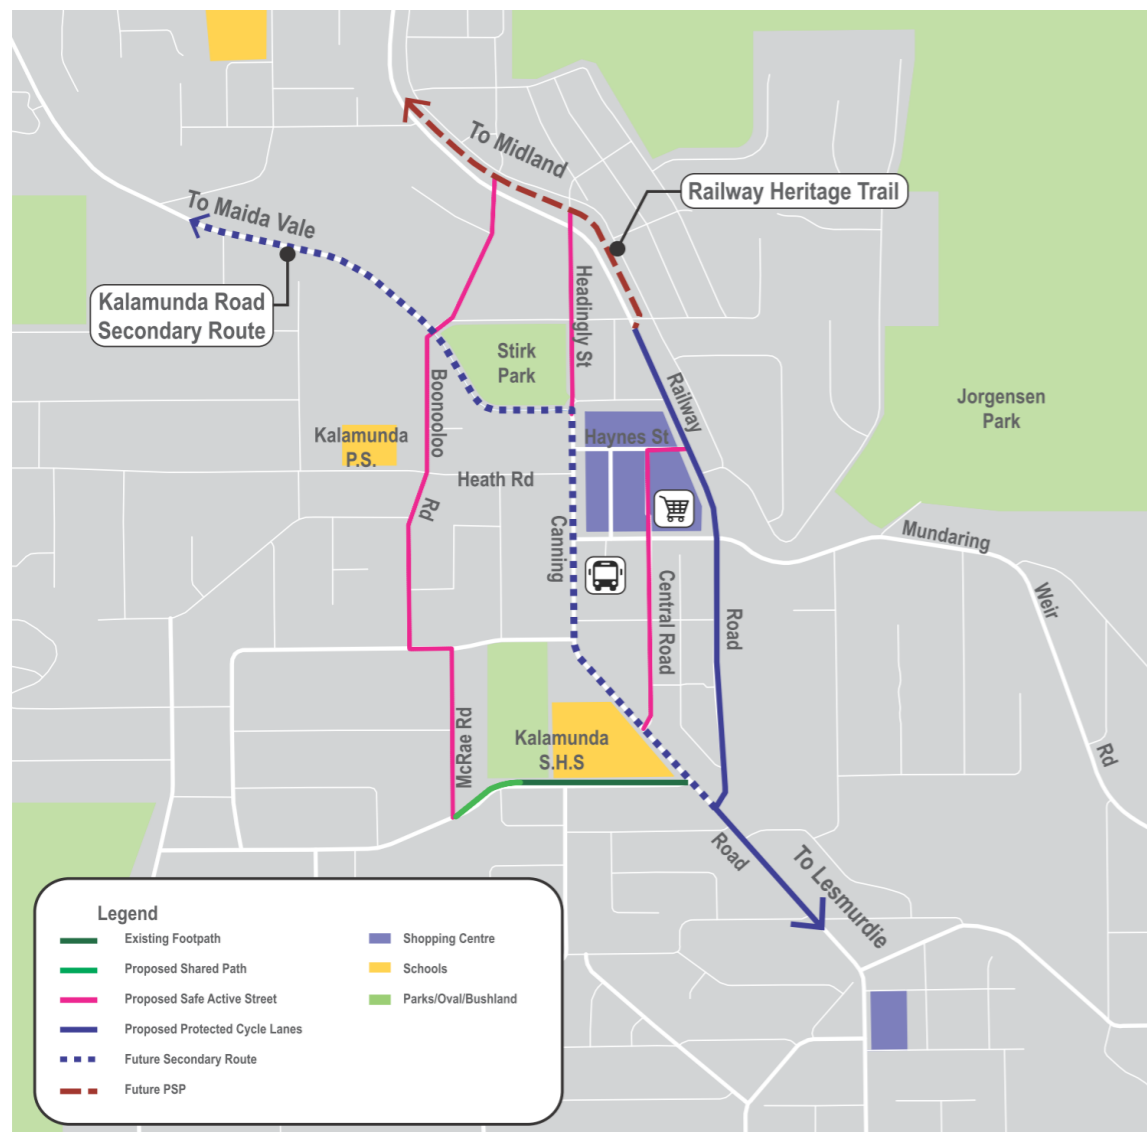 To Midland
Railway Heritage Trail
To Maida Vale
Kalamunda Road
Secondary Route
Headingly St
Stirk
Park
Boonooloo
Rd
Railway
Jorgensen
Park
Kalamunda
P.S.
Haynes St
Heath Rd
Canning
Mundaring
Weir
Rd
Central Road
Road
McRae Rd
Kalamunda
S.H.S
Road
To Lesmurdie
Legend
Existing Footpath
Proposed Shared Path
Proposed Safe Active Street
Proposed Protected Cycle Lanes
Future Secondary Route
Future PSP
Shopping Centre
Schools
Parks/Oval/Bushland